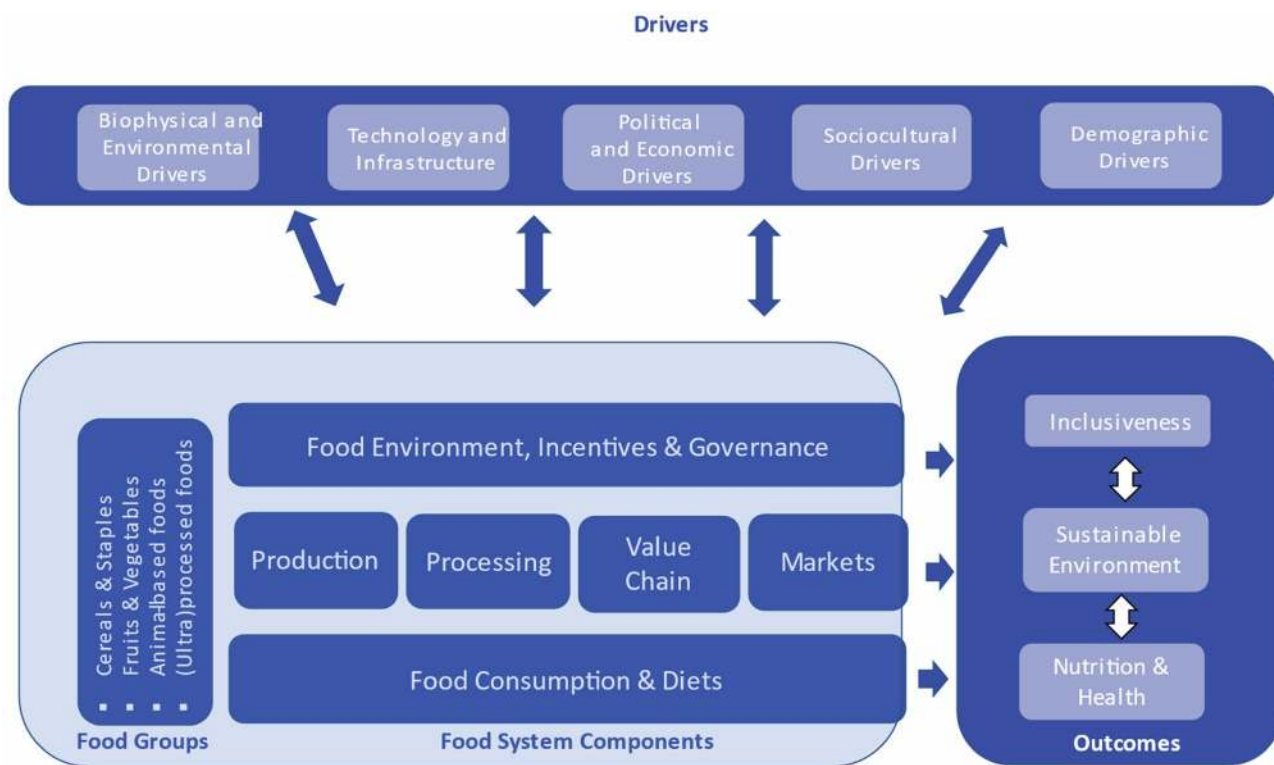 Drivers
Biophysical and
Environmental
Drivers
Technology and
Infrastructure
Political
and Economic
Drivers
Sociocultural
Drivers
Demographic
Drivers
Cereals & Staples
Fruits & Vegetables
Animal-based foods
(Ultra)processed foods
Food Groups
Food Environment, Incentives & Governance
Production
Processing
Value
Chain
Markets
Food Consumption & Diets
Food System Components
Inclusiveness
Sustainable
Environment
Nutrition &
Health
Outcomes